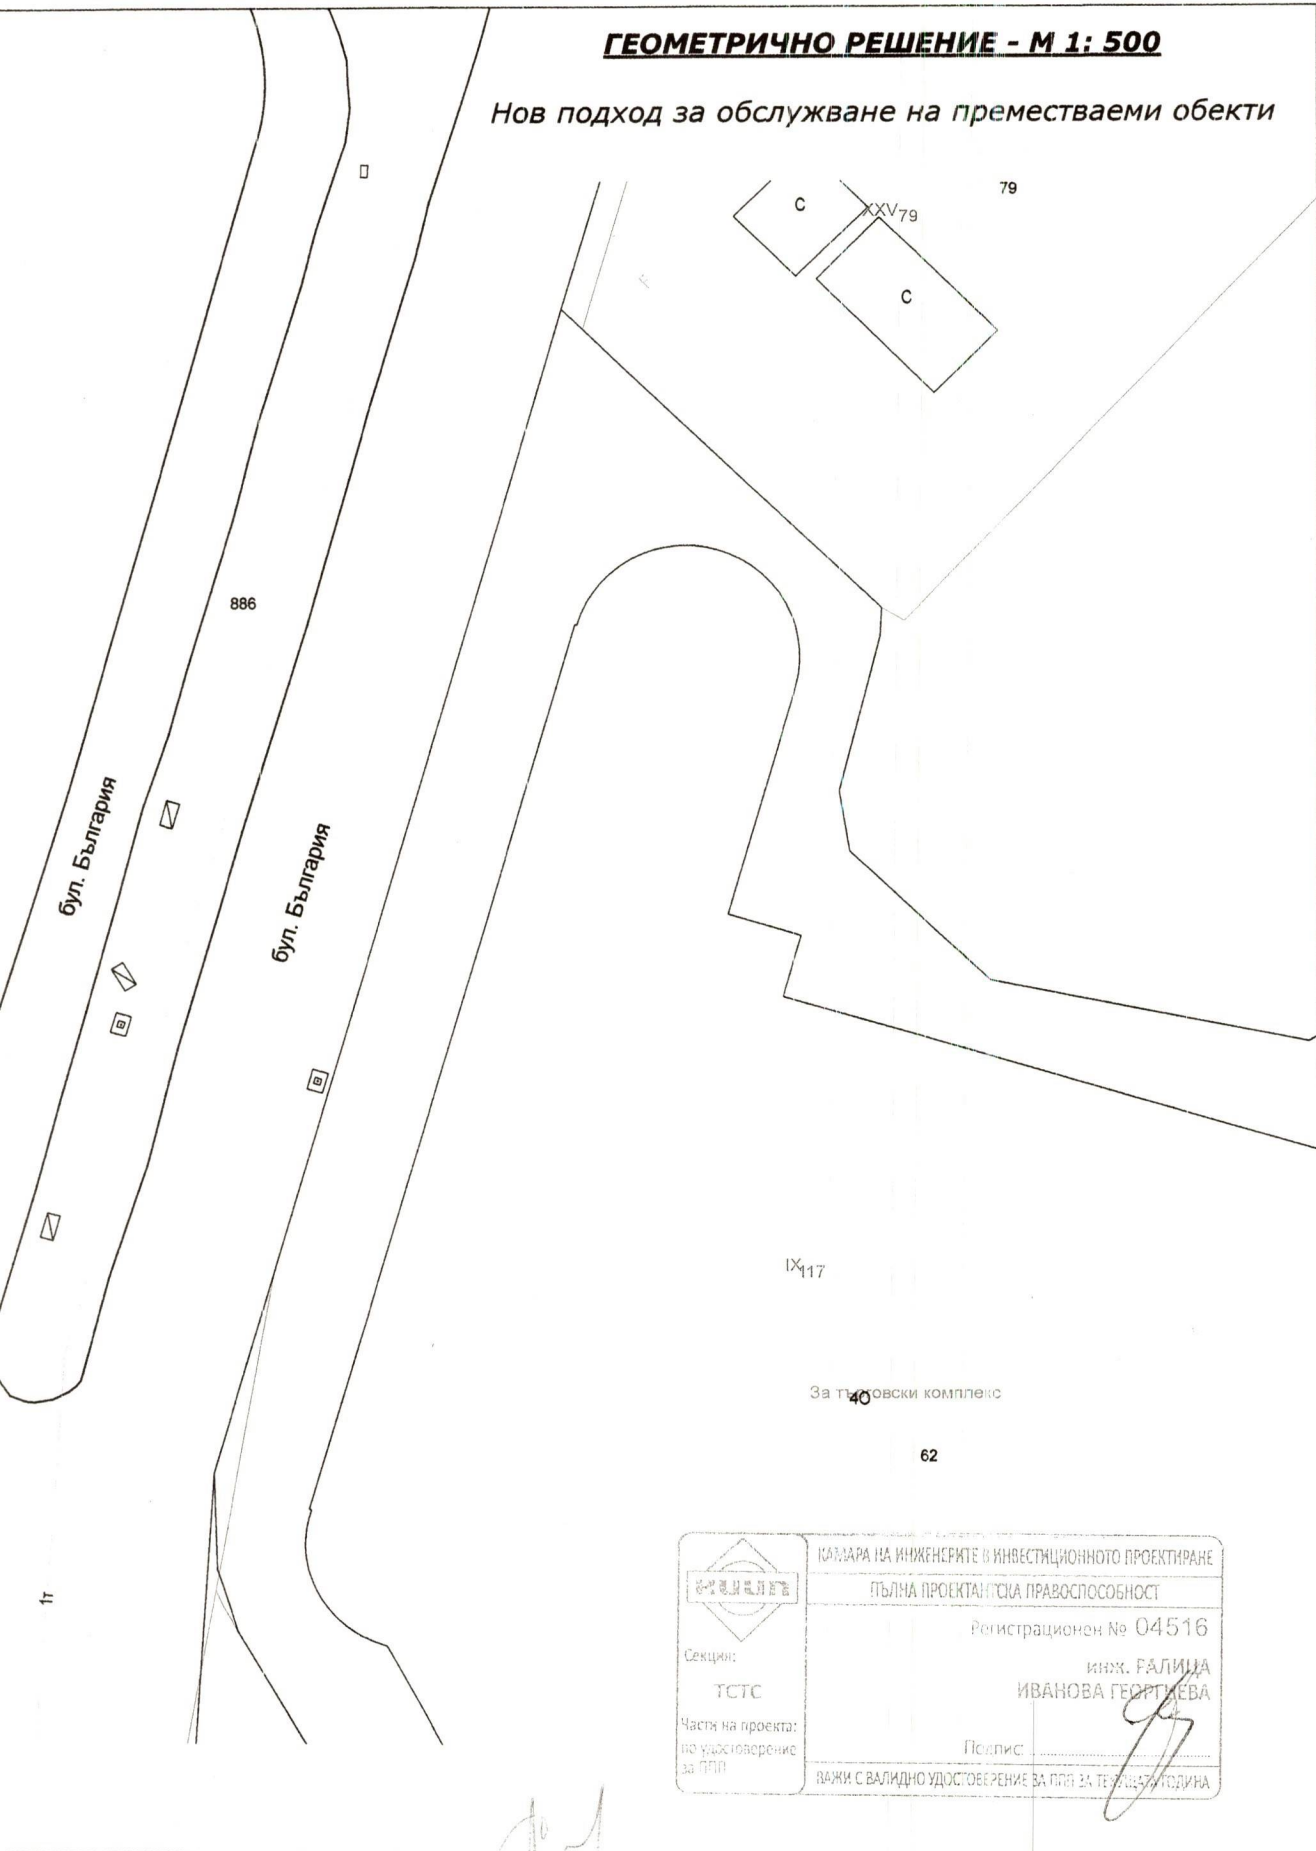 ГЕОМЕТРИЧНО РЕШЕНИЕ - М 1: 500
Нов подход за обслужване на преместваеми обекти
79
С
XXV79
С
886
бул. България
бул. България
IX117
За търговски комплекс
40
62
1т
КАМАРА НА ИНЖЕНЕРИТЕ В ИНВЕСТИЦИОННОТО ПРОЕКТИРАНЕ
КИИП
ПЪЛНА ПРОЕКТАНТСКА ПРАВОСПОСОБНОСТ
Регистрационен № 04516
Секция:
ТСТС
инж. ГАЛИЦА
ИВАНОВА ГЕОРГИЕВА
Части на проекта:
по удостоверение
за ППП
Подпис
ВАЖИ С ВАЛИДНО УДОСТОВЕРЕНИЕ ЗА ППП ЗА ТЕКУЩАТА ГОДИНА